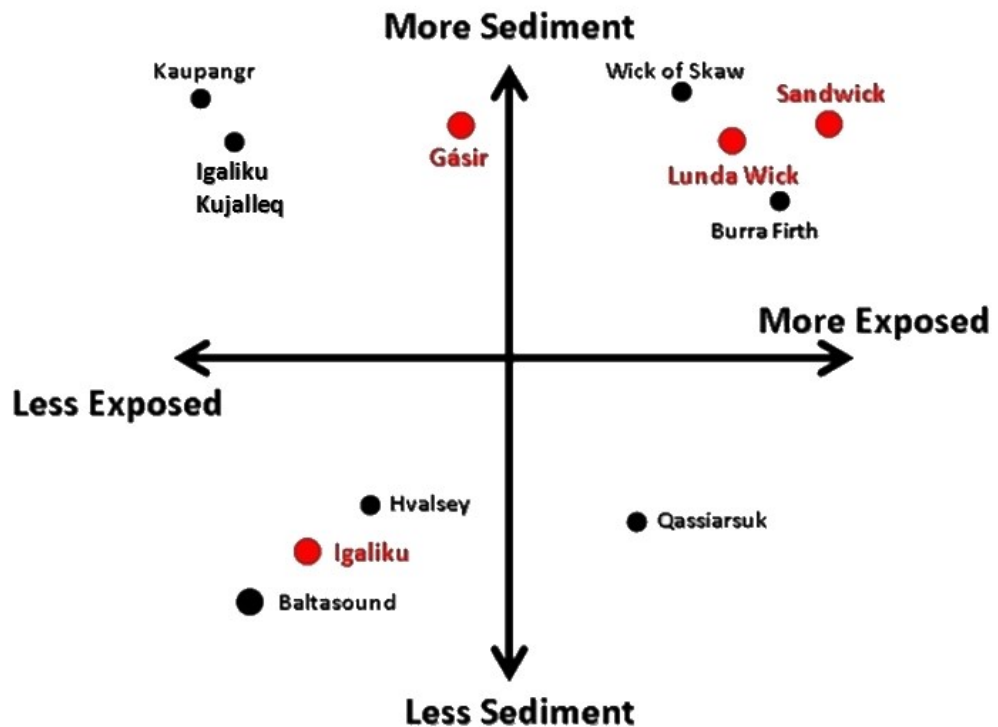 More Sediment
Kaupangr
Wick of Skaw
Sandwick
Gásir
Igaliku
Kujalleq
Lunda Wick
Burra Firth
More Exposed
Less Exposed
Hvalsey
Qassiarsuk
Igaliku
Baltasound
Less Sediment